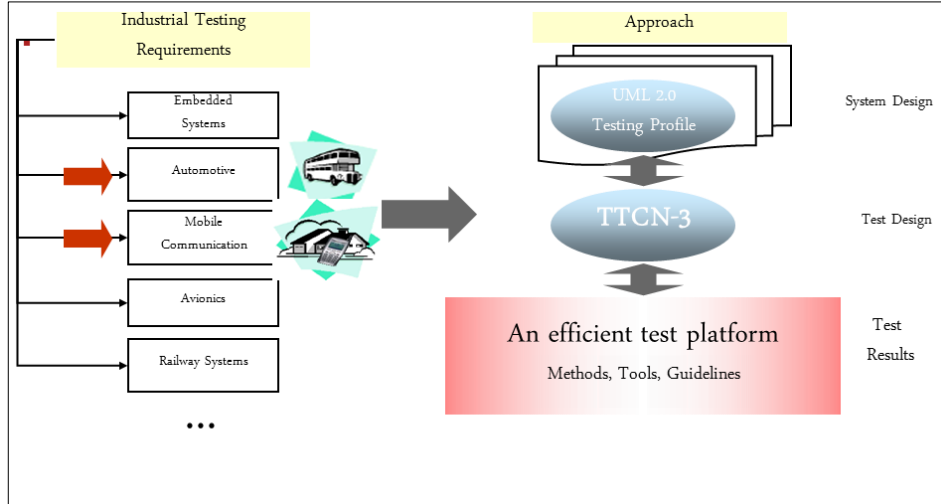 Industrial Testing
Requirements
Embedded
Systems
Automotive
Mobile
Communication
Avionics
Railway Systems
...
Approach
UML 2.0
Testing Profile
System Design
TTCN-3
Test Design
An efficient test platform
Methods, Tools, Guidelines
Test
Results